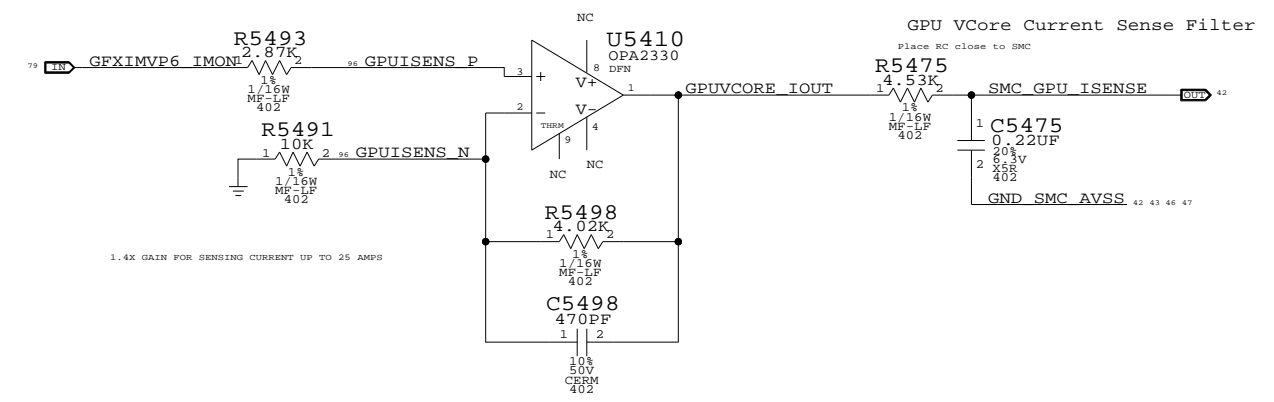 GPU VCore Current Sense Filter
Place RC close to SMC
NC
R5493
2.87K
79 IN GFXIMVP6_IMON 1 2 96 GPUISENS_P
1%
1/16W
MF-LF
402
U5410
OPA2330
DFN
8
V+
3 +
1 GPUVCORE_IOUT
2 −
V−
THRM
4
9
NC
NC
R5475
4.53K
1 2 SMC_GPU_ISENSE OUT 42
1%
1/16W
MF-LF
402
1
C5475
0.22UF
20%
6.3V
X5R
402
2
GND_SMC_AVSS 42 43 46 47
R5491
10K
1 2 96 GPUISENS_N
1%
1/16W
MF-LF
402
R5498
4.02K
1 2
1%
1/16W
MF-LF
402
1.4X GAIN FOR SENSING CURRENT UP TO 25 AMPS
C5498
470PF
1 2
10%
50V
CERM
402